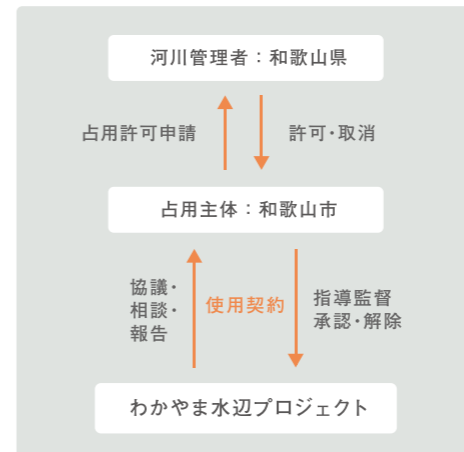 河川管理者：和歌山県
占用許可申請
許可・取消
占用主体：和歌山市
協議・
相談・
報告
使用契約
指導監督
承認・解除
わかやま水辺プロジェクト